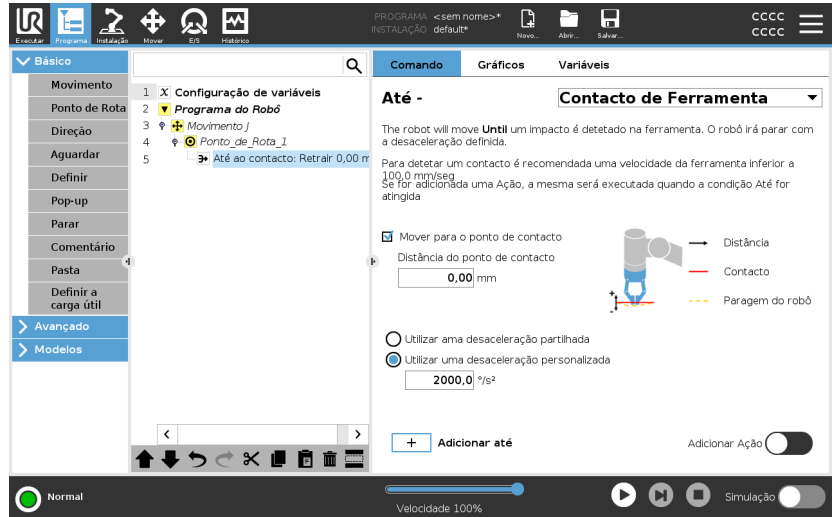 UR
PROGRAMA <sem nome>*
INSTALAÇÃO default*
CCCC
CCCC
Executar Programa Instalação Mover E/S Histórico Novo... Abrir... Salvar...
Básico
Movimento
Ponto de Rota
Direção
Aguardar
Definir
Pop-up
Parar
Comentário
Pasta
Definir a
carga útil
Avançado
Modelos
1 X Configuração de variáveis
2 Programa do Robô
3 Movimento J
4 Ponto_de_Rota_1
5 Até ao contacto: Retrair 0,00 m
Comando Gráficos Variáveis
Até - Contacto de Ferramenta
The robot will move Until um impacto é detetado na ferramenta. O robô irá parar com
a desaceleração definida.
Para detetar um contacto é recomendada uma velocidade da ferramenta inferior a
100,0 mm/seg
Se for adicionada uma Ação, a mesma será executada quando a condição Até for
atingida
Mover para o ponto de contacto
Distância do ponto de contacto
0,00 mm
+
-
Distância
Contacto
Paragem do robô
Utilizar ama desaceleração partilhada
Utilizar uma desaceleração personalizada
2000,0 °/s²
+ Adicionar até
Adicionar Ação
Normal
Velocidade 100%
Simulação